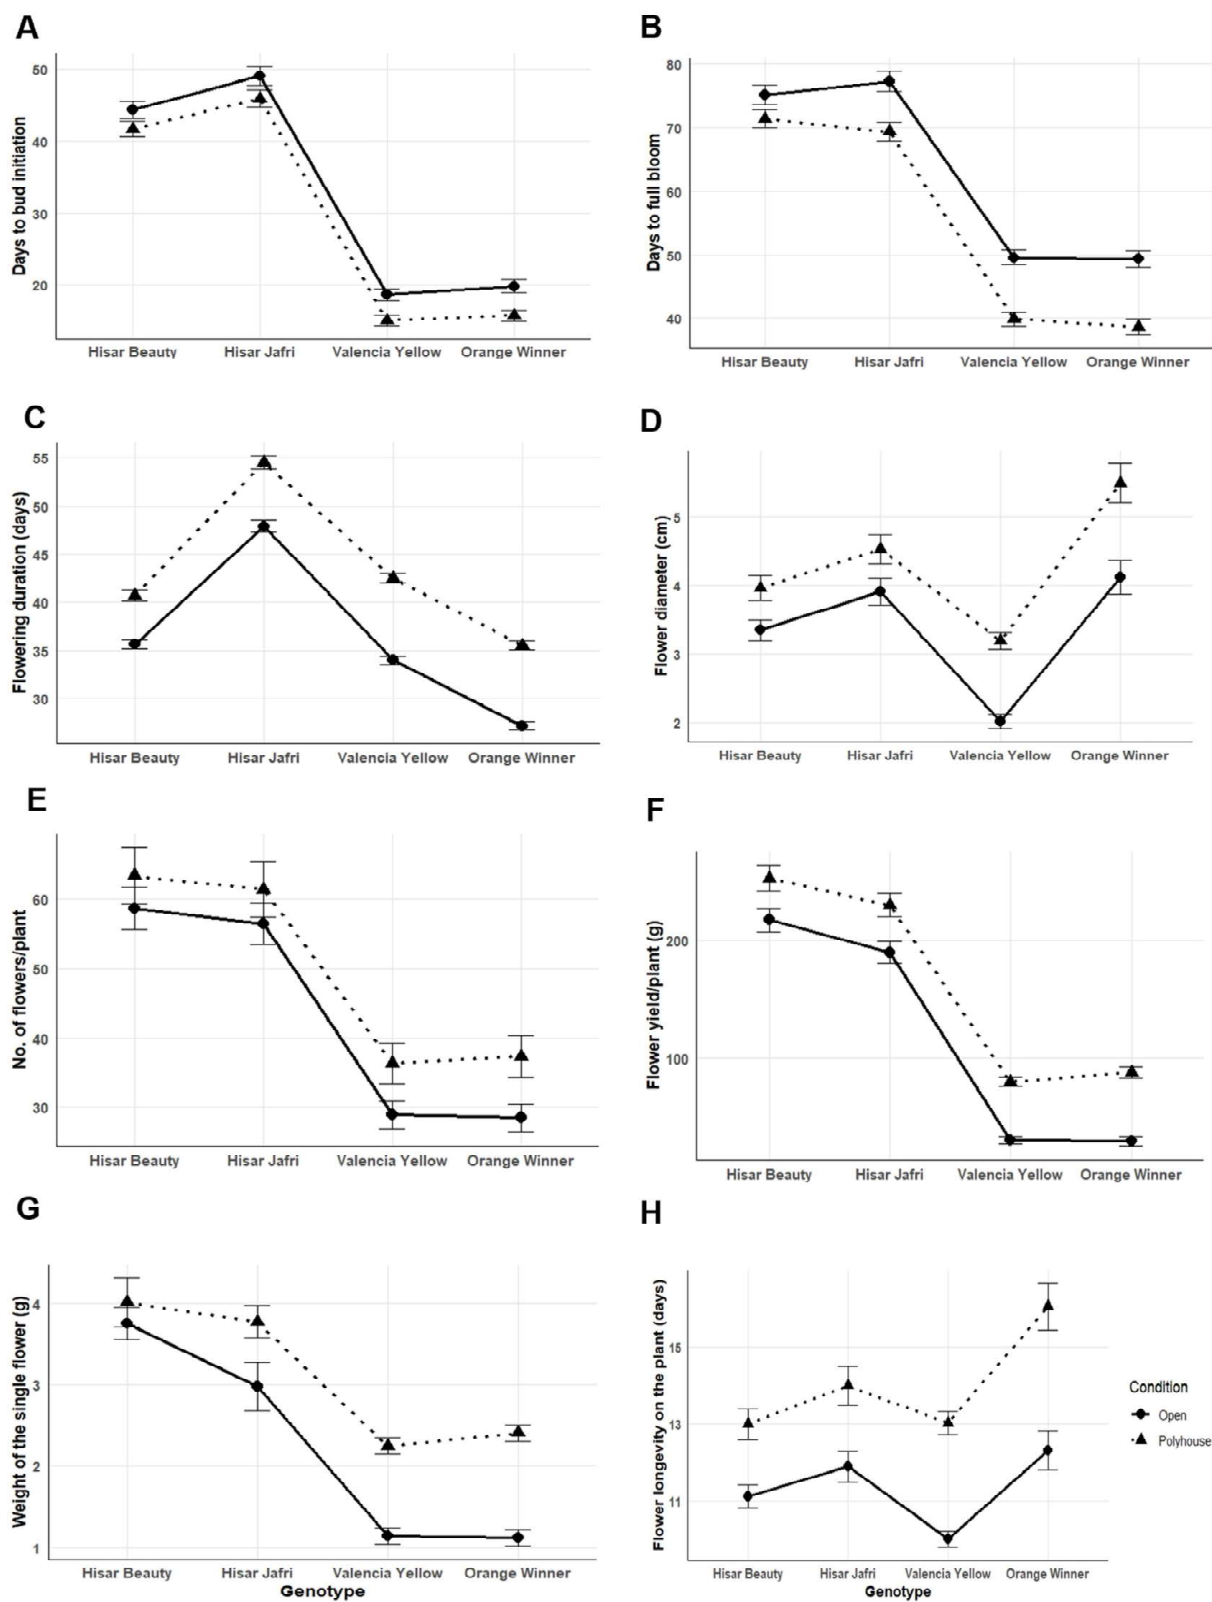 A
Days to bud initiation
50
40
30
20
Hisar Beauty Hisar Jafri Valencia Yellow Orange Winner
B
Days to full bloom
80
70
60
50
40
Hisar Beauty Hisar Jafri Valencia Yellow Orange Winner
C
Flowering duration (days)
55
50
45
40
35
30
Hisar Beauty Hisar Jafri Valencia Yellow Orange Winner
D
Flower diameter (cm)
5
4
3
2
Hisar Beauty Hisar Jafri Valencia Yellow Orange Winner
E
No. of flowers/plant
60
50
40
30
Hisar Beauty Hisar Jafri Valencia Yellow Orange Winner
F
Flower yield/plant (g)
200
100
Hisar Beauty Hisar Jafri Valencia Yellow Orange Winner
G
Weight of the single flower (g)
4
3
2
1
Hisar Beauty Hisar Jafri Valencia Yellow Orange Winner
Genotype
H
Flower longevity on the plant (days)
15
13
11
Hisar Beauty Hisar Jafri Valencia Yellow Orange Winner
Genotype
Condition
Open
Polyhouse